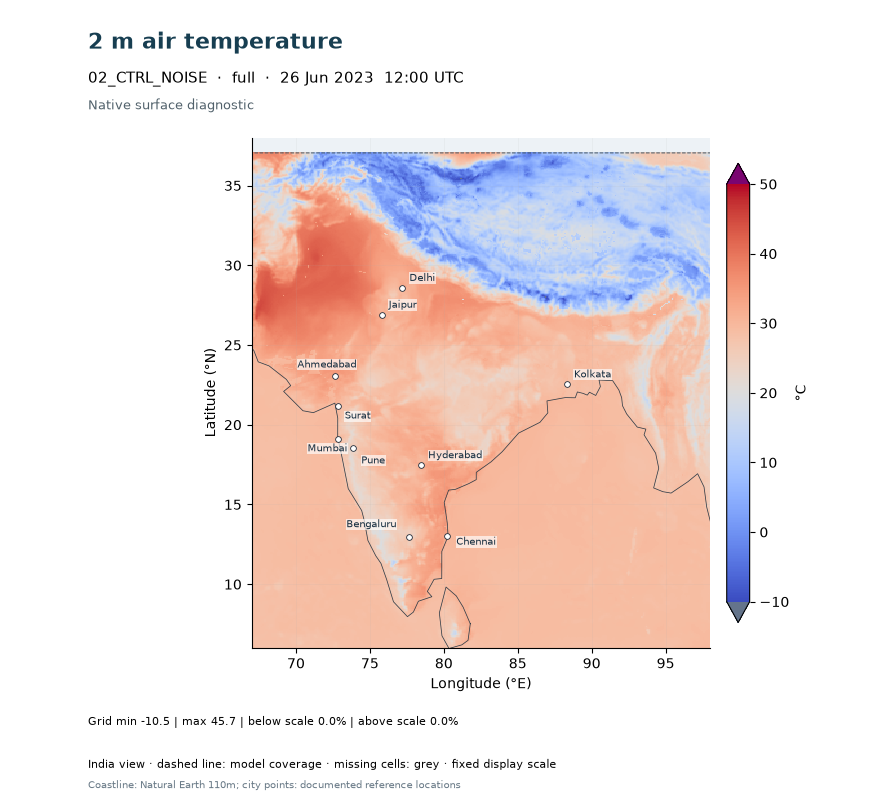 2 m air temperature
02_CTRL_NOISE · full · 26 Jun 2023 12:00 UTC
Native surface diagnostic
35
30
25
20
15
10
Latitude (°N)
70
75
80
85
90
95
Longitude (°E)
Delhi
Jaipur
Ahmedabad
Kolkata
Surat
Mumbai
Pune
Hyderabad
Bengaluru
Chennai
50
40
30
20
10
0
−10
°C
Grid min -10.5 | max 45.7 | below scale 0.0% | above scale 0.0%
India view · dashed line: model coverage · missing cells: grey · fixed display scale
Coastline: Natural Earth 110m; city points: documented reference locations